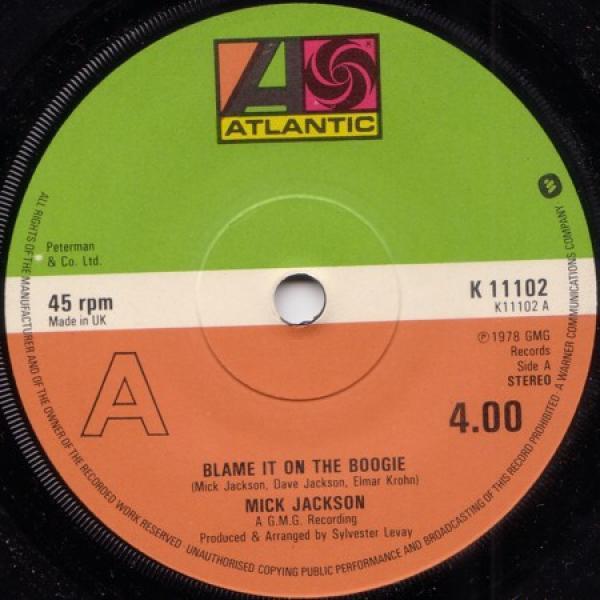 ATLANTIC
®
Peterman
& Co. Ltd.
45 rpm
Made in UK
K 11102
K11102 A
℗1978 GMG
Records
Side A
STEREO
A
4.00
BLAME IT ON THE BOOGIE
(Mick Jackson, Dave Jackson, Elmar Krohn)
MICK JACKSON
A G.M.G. Recording
Produced & Arranged by Sylvester Levay
ALL RIGHTS OF THE MANUFACTURER AND OF THE OWNER OF THE RECORDED WORK RESERVED · UNAUTHORISED COPYING PUBLIC PERFORMANCE AND BROADCASTING OF THIS RECORD PROHIBITED · A WARNER COMMUNICATIONS COMPANY